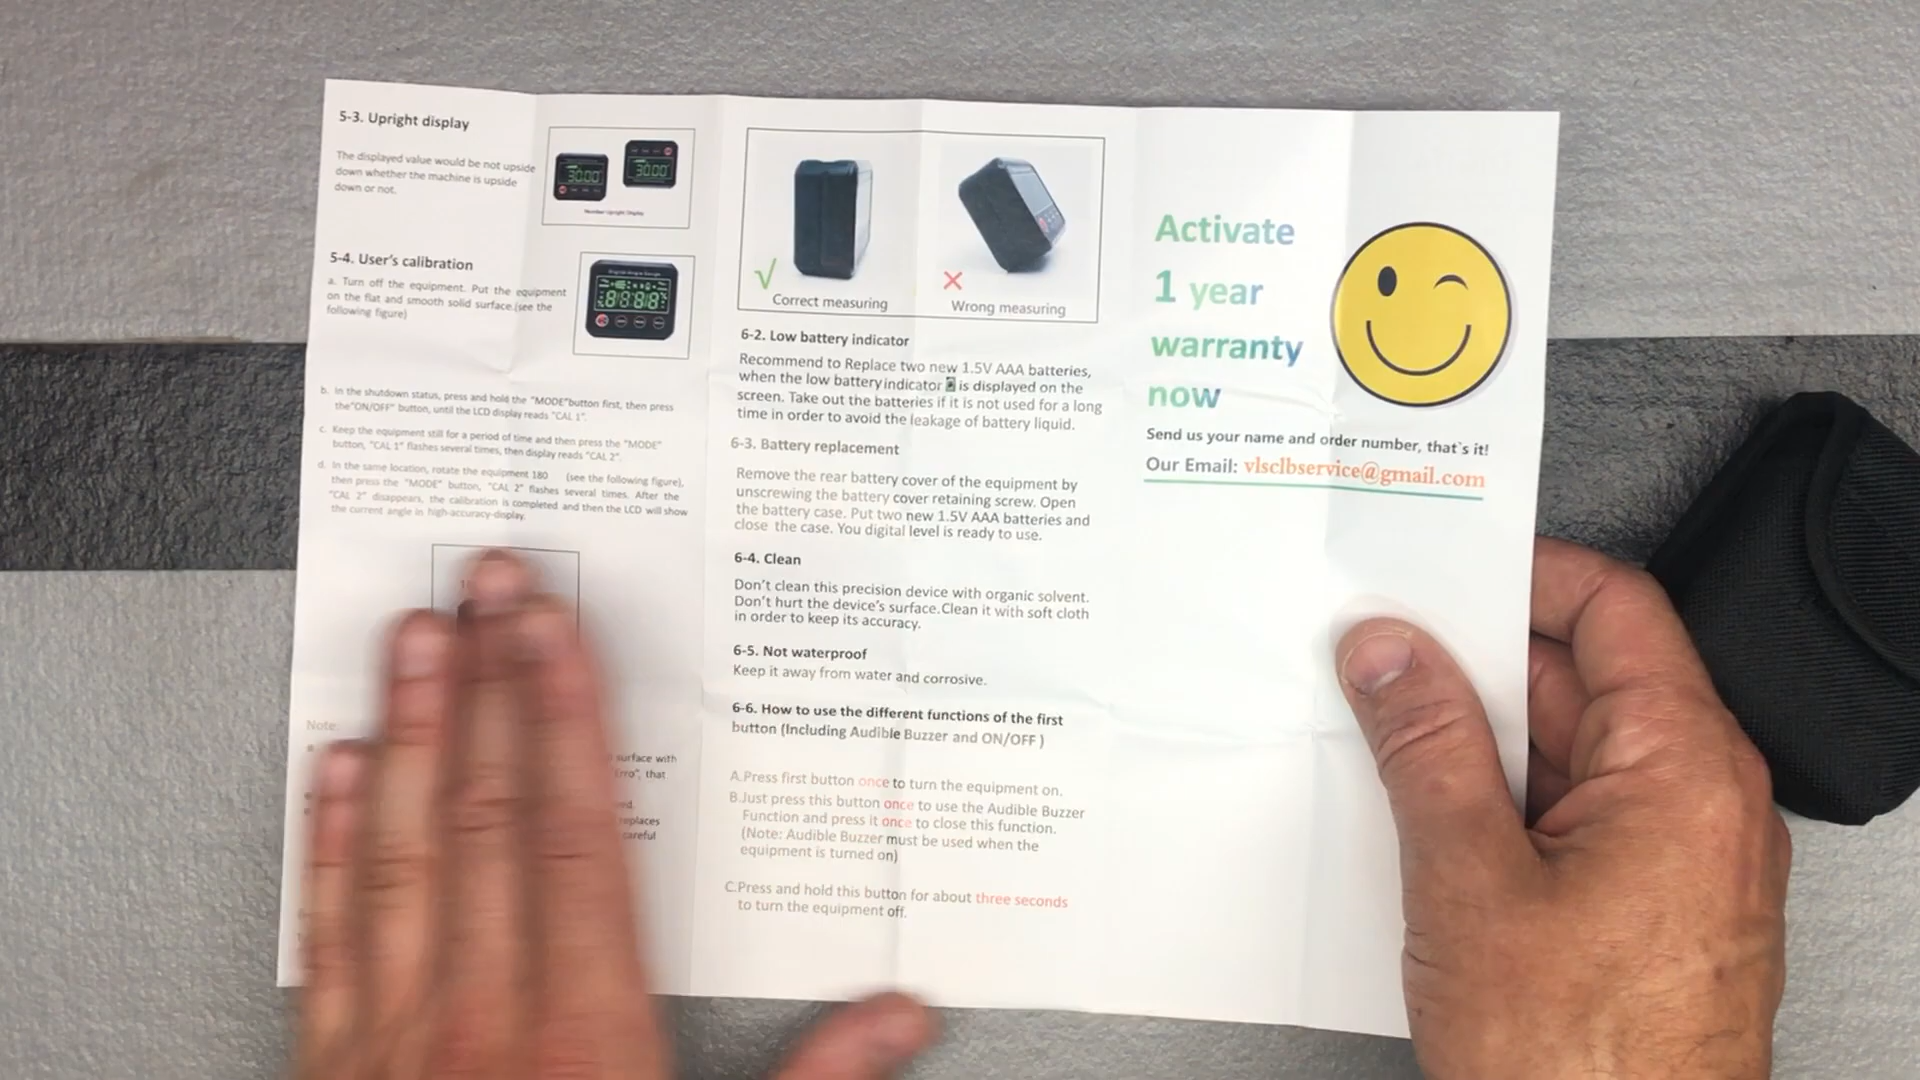 5-3. Upright display
The displayed value would be not upside
down whether the machine is upside
down or not.
30.00
30.00
Number Upright Display
5-4. User's calibration
a. Turn off the equipment. Put the equipment
on the flat and smooth solid surface.(see the
following figure)
Digital Angle Gauge
b. In the shutdown status, press and hold the "MODE"button first, then press
the"ON/OFF" button, until the LCD display reads "CAL 1".
c. Keep the equipment still for a period of time and then press the "MODE"
button, "CAL 1" flashes several times, then display reads "CAL 2".
d. In the same location, rotate the equipment 180 (see the following figure),
then press the "MODE" button, "CAL 2" flashes several times. After the
"CAL 2" disappears, the calibration is completed and then the LCD will show
the current angle in high-accuracy-display.
Note
surface with
"Erro", that
replaces
careful
√
Correct measuring
×
Wrong measuring
6-2. Low battery indicator
Recommend to Replace two new 1.5V AAA batteries,
when the low battery indicator is displayed on the
screen. Take out the batteries if it is not used for a long
time in order to avoid the leakage of battery liquid.
6-3. Battery replacement
Remove the rear battery cover of the equipment by
unscrewing the battery cover retaining screw. Open
the battery case. Put two new 1.5V AAA batteries and
close the case. You digital level is ready to use.
6-4. Clean
Don't clean this precision device with organic solvent.
Don't hurt the device's surface.Clean it with soft cloth
in order to keep its accuracy.
6-5. Not waterproof
Keep it away from water and corrosive.
6-6. How to use the different functions of the first
button (Including Audible Buzzer and ON/OFF )
A.Press first button once to turn the equipment on.
B.Just press this button once to use the Audible Buzzer
Function and press it once to close this function.
(Note: Audible Buzzer must be used when the
equipment is turned on)
C.Press and hold this button for about three seconds
to turn the equipment off.
Activate
1 year
warranty
now
Send us your name and order number, that`s it!
Our Email: vlsclbservice@gmail.com